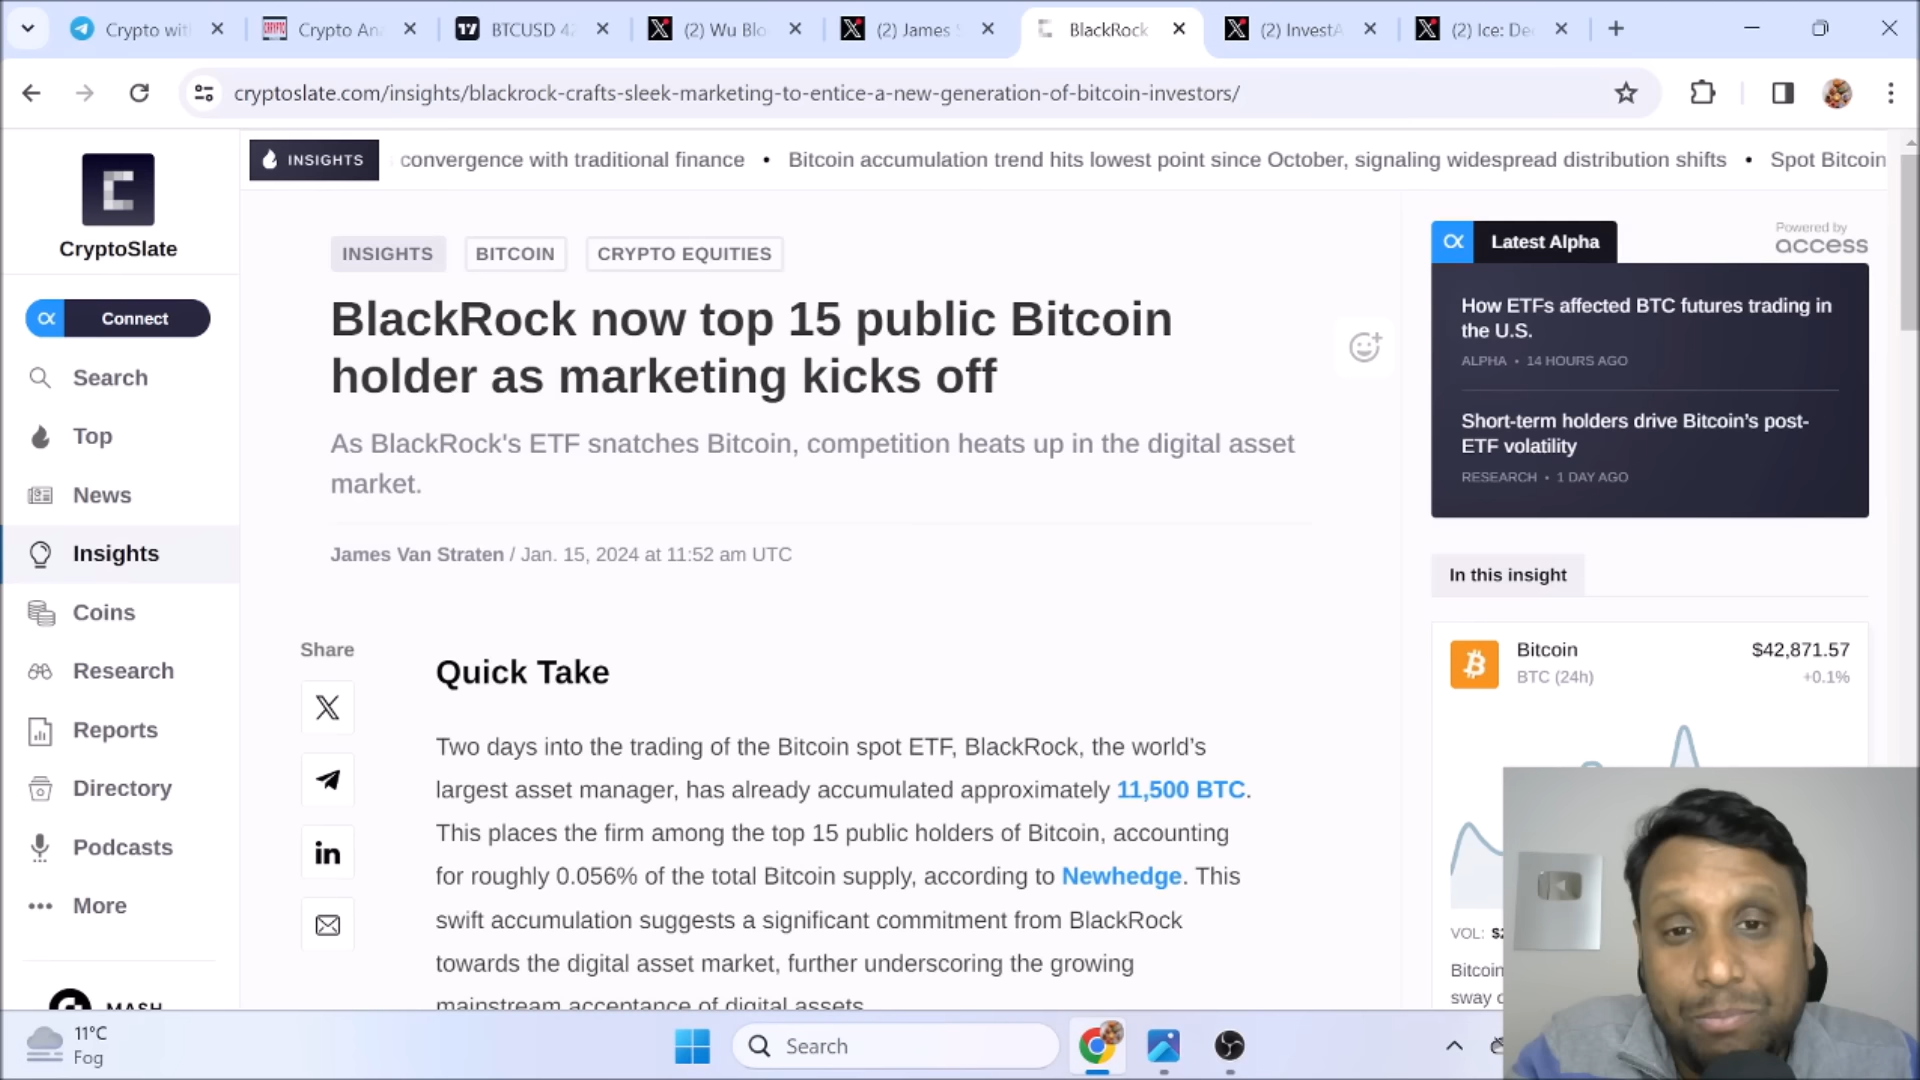 Crypto wit
Crypto Ana
BTCUSD 42
(2) Wu Blo
(2) James S
BlackRock
(2) InvestA
(2) Ice: De
cryptoslate.com/insights/blackrock-crafts-sleek-marketing-to-entice-a-new-generation-of-bitcoin-investors/
CryptoSlate
Connect
Search
Top
News
Insights
Coins
Research
Reports
Directory
Podcasts
More
MASH
INSIGHTS
convergence with traditional finance • Bitcoin accumulation trend hits lowest point since October, signaling widespread distribution shifts • Spot Bitcoin
INSIGHTS
BITCOIN
CRYPTO EQUITIES
BlackRock now top 15 public Bitcoin
holder as marketing kicks off
As BlackRock's ETF snatches Bitcoin, competition heats up in the digital asset
market.
James Van Straten / Jan. 15, 2024 at 11:52 am UTC
Share
Quick Take
Two days into the trading of the Bitcoin spot ETF, BlackRock, the world's
largest asset manager, has already accumulated approximately 11,500 BTC.
This places the firm among the top 15 public holders of Bitcoin, accounting
for roughly 0.056% of the total Bitcoin supply, according to Newhedge. This
swift accumulation suggests a significant commitment from BlackRock
towards the digital asset market, further underscoring the growing
mainstream acceptance of digital assets.
Latest Alpha
Powered by
access
How ETFs affected BTC futures trading in
the U.S.
ALPHA • 14 HOURS AGO
Short-term holders drive Bitcoin's post-
ETF volatility
RESEARCH • 1 DAY AGO
In this insight
Bitcoin
$42,871.57
BTC (24h)
+0.1%
VOL: $2
Bitcoin
sway
11°C
Fog
Search